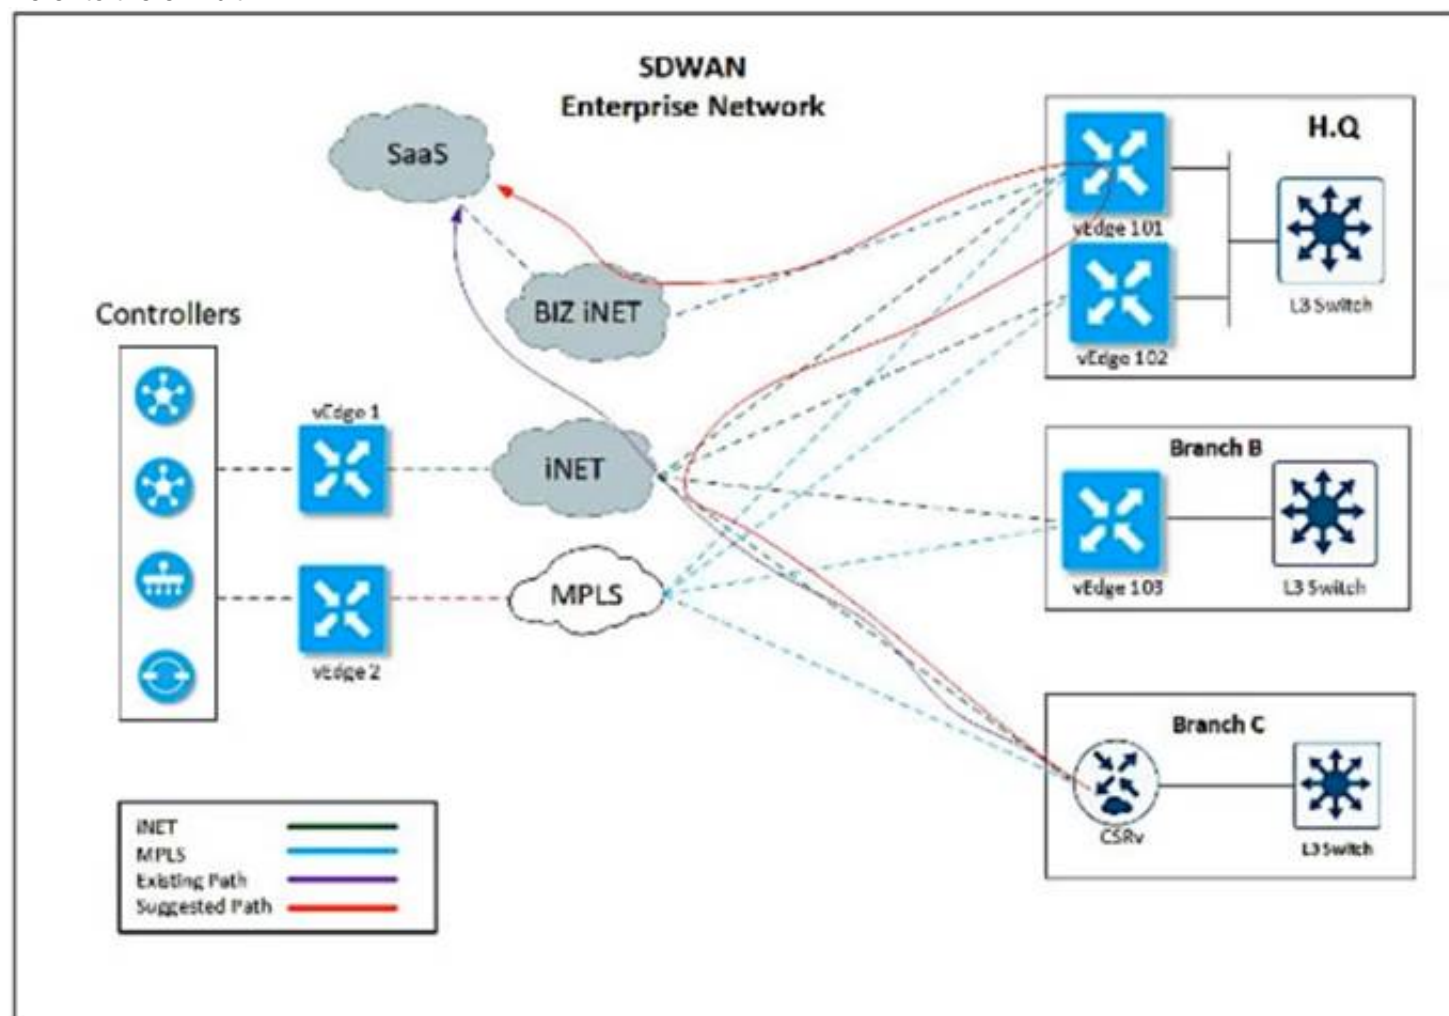 SDWAN
Enterprise Network
SaaS
H.Q
vEdge 101
BIZ iNET
L3 Switch
Controllers
vEdge 102
vEdge 1
iNET
Branch B
MPLS
vEdge 103
L3 Switch
vEdge 2
Branch C
CSRv
L3 Switch
iNET
MPLS
Existing Path
Suggested Path